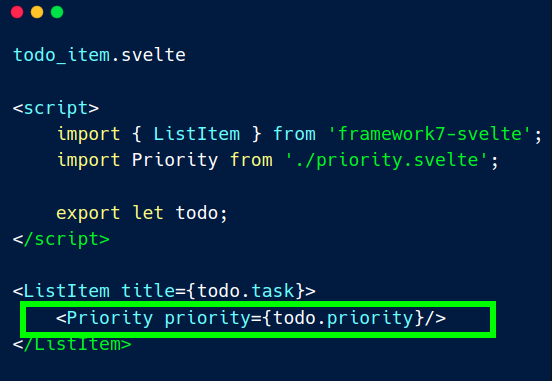 todo_item.svelte
<script>
import { ListItem } from 'framework7-svelte';
import Priority from './priority.svelte';
export let todo;
</script>
<ListItem title={todo.task}>
<Priority priority={todo.priority}/>
</ListItem>